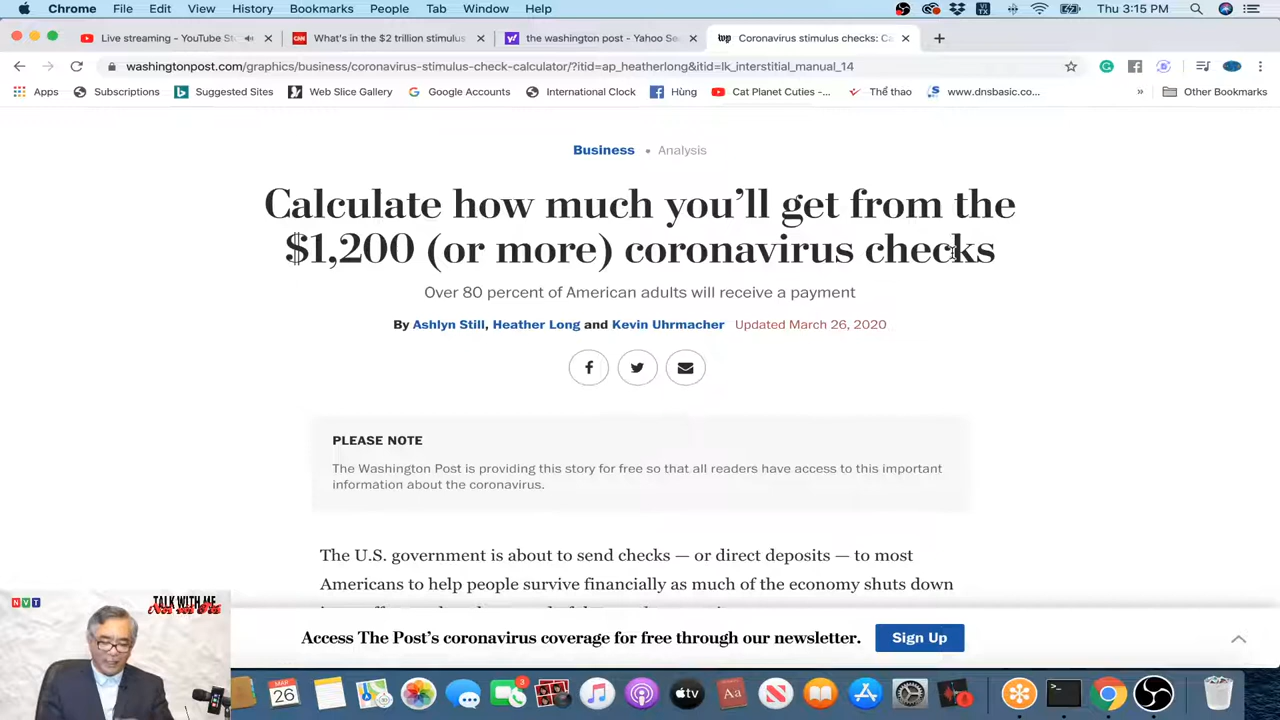 Chrome File Edit View History Bookmarks People Tab Window Help Thu 3:15 PM
Live streaming - YouTube St
What's in the $2 trillion stimulus
the washington post - Yahoo Se
Coronavirus stimulus checks: Ca
washingtonpost.com/graphics/business/coronavirus-stimulus-check-calculator/?itid=ap_heatherlong&itid=lk_interstitial_manual_14
Apps Subscriptions Suggested Sites Web Slice Gallery Google Accounts International Clock Hùng Cat Planet Cuties -... Thể thao www.dnsbasic.co... » Other Bookmarks
Business • Analysis
Calculate how much you'll get from the
$1,200 (or more) coronavirus checks
Over 80 percent of American adults will receive a payment
By Ashlyn Still, Heather Long and Kevin Uhrmacher Updated March 26, 2020
PLEASE NOTE
The Washington Post is providing this story for free so that all readers have access to this important
information about the coronavirus.
The U.S. government is about to send checks — or direct deposits — to most
Americans to help people survive financially as much of the economy shuts down
Access The Post's coronavirus coverage for free through our newsletter. Sign Up
NVT
TALK WITH ME
MAR
26
3
tv
Aa